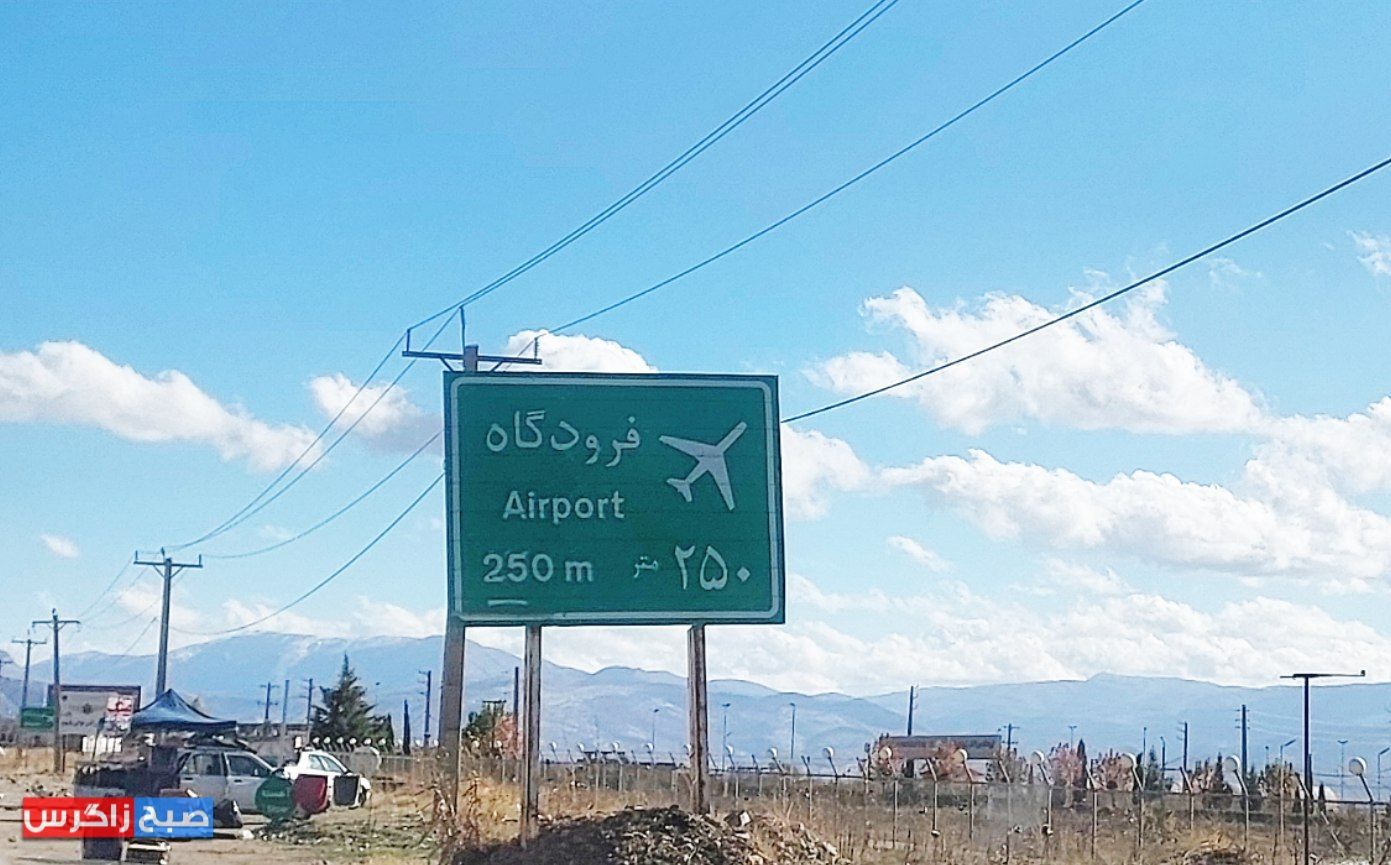 فرودگاه
Airport
250 m متر ۲۵۰
صبح زاگرس